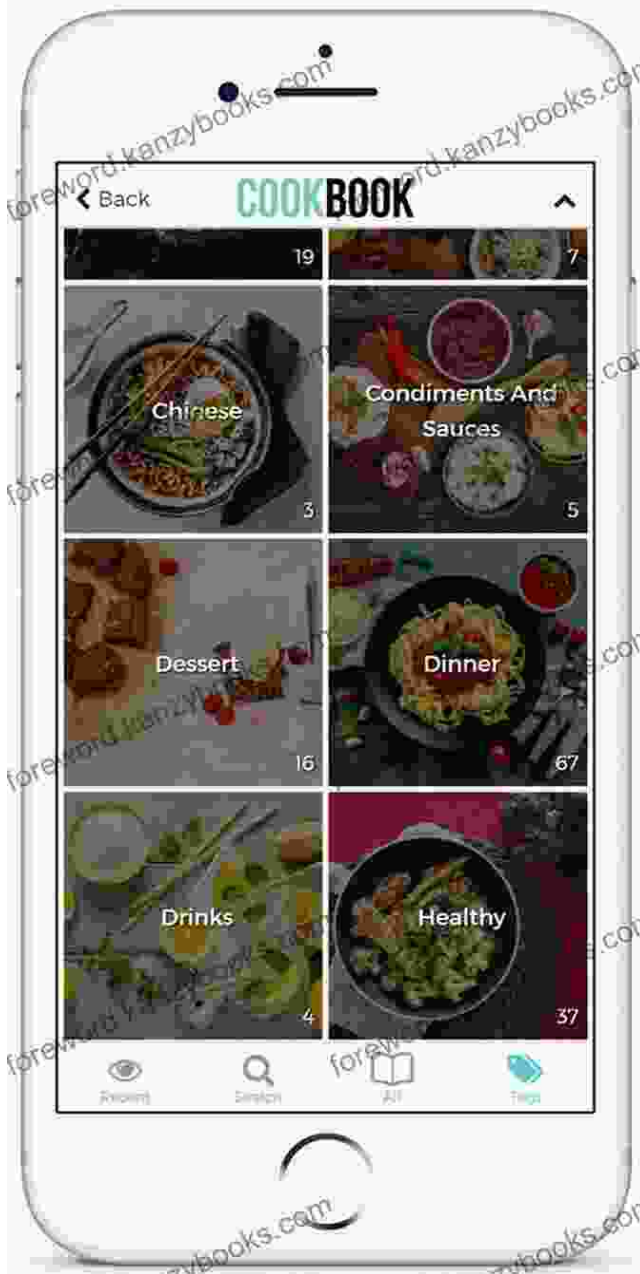 foreword.kanzybooks.com
Back
COOKBOOK
19
7
Chinese
3
Condiments And
Sauces
5
Dessert
16
Dinner
67
Drinks
4
Healthy
37
Recent
Search
All
Tags